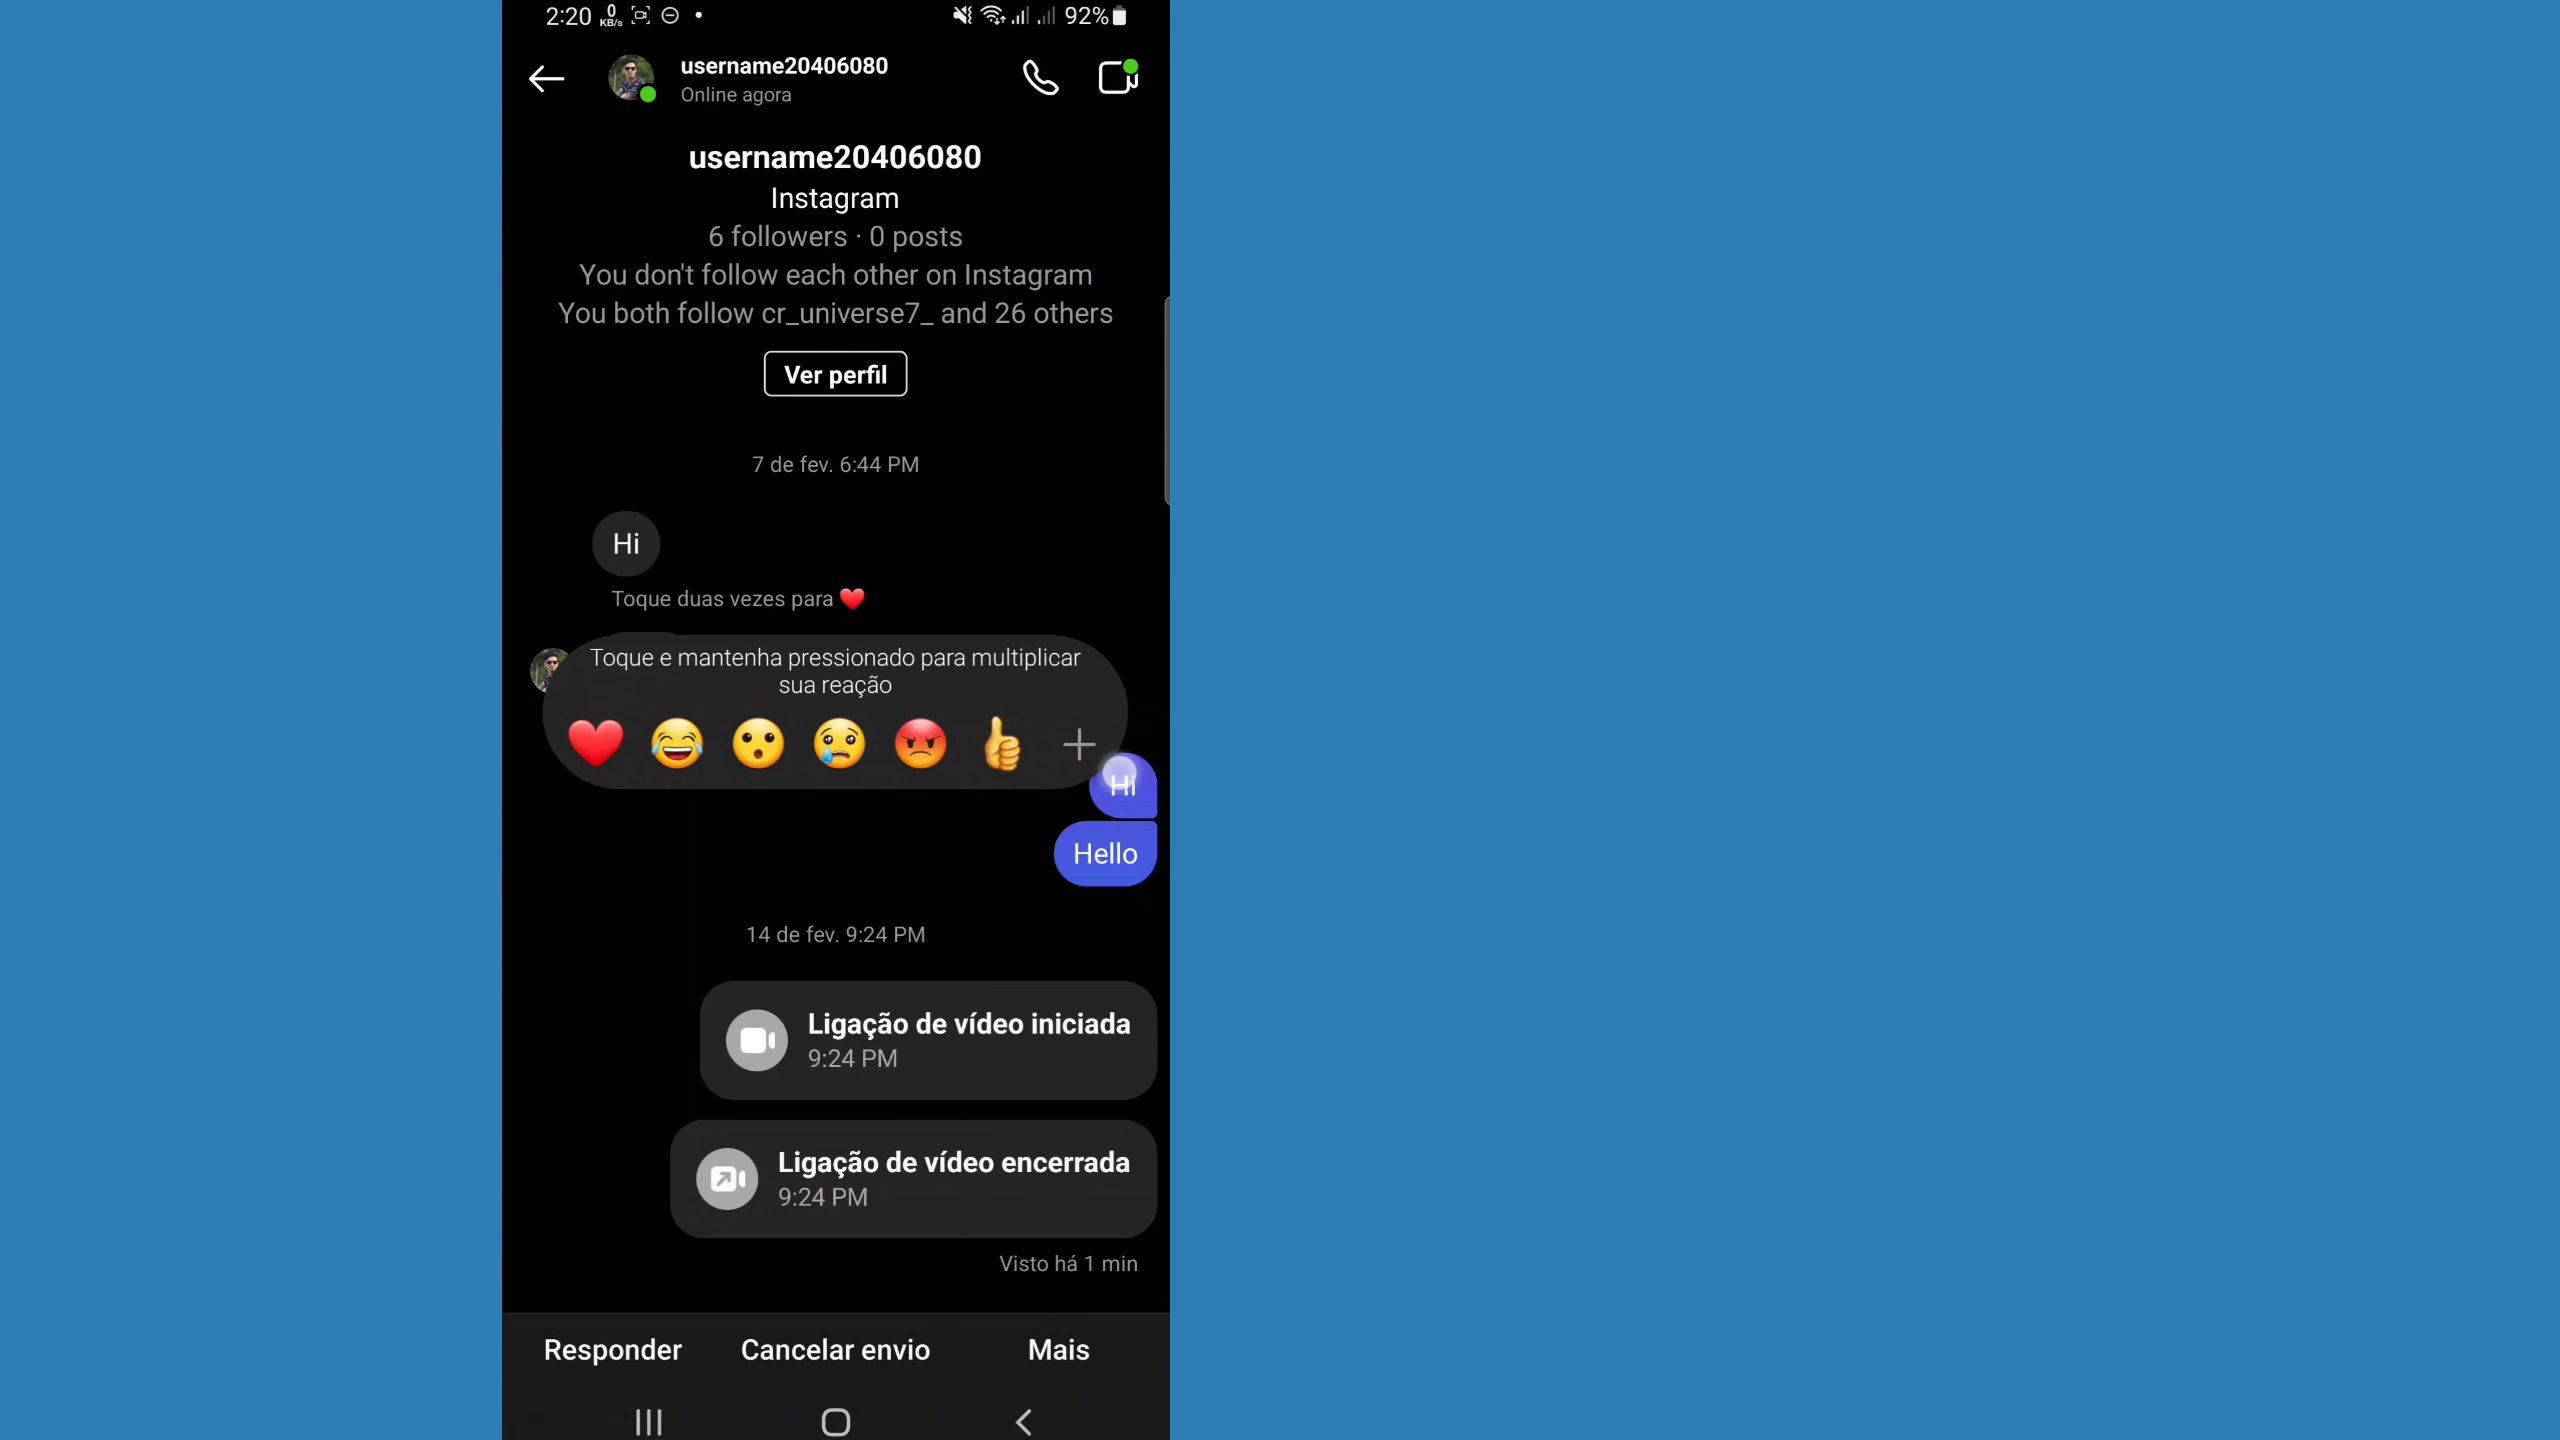 2:20 0 KB/s 92%
username20406080
Online agora
username20406080
Instagram
6 followers · 0 posts
You don't follow each other on Instagram
You both follow cr_universe7_ and 26 others
Ver perfil
7 de fev. 6:44 PM
Hi
Toque duas vezes para ❤️
Toque e mantenha pressionado para multiplicar
sua reação
Hi
Hello
14 de fev. 9:24 PM
Ligação de vídeo iniciada
9:24 PM
Ligação de vídeo encerrada
9:24 PM
Visto há 1 min
Responder Cancelar envio Mais